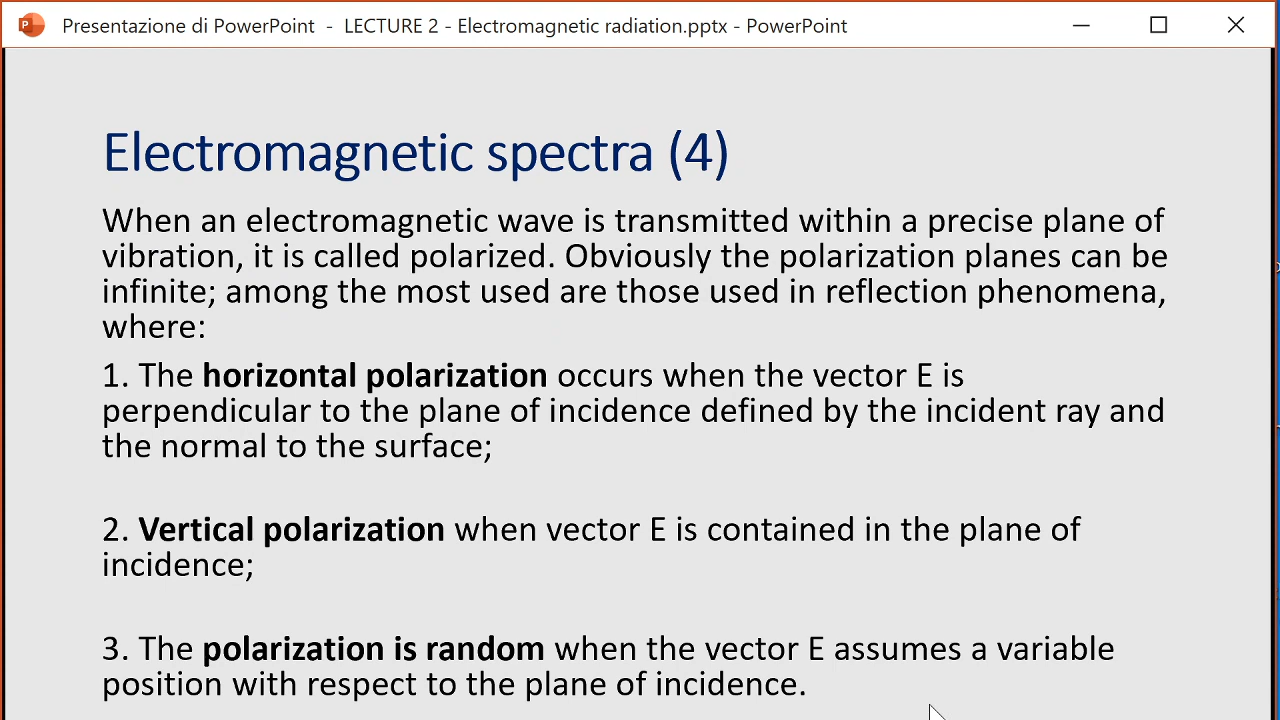 Presentazione di PowerPoint - LECTURE 2 - Electromagnetic radiation.pptx - PowerPoint
Electromagnetic spectra (4)
When an electromagnetic wave is transmitted within a precise plane of
vibration, it is called polarized. Obviously the polarization planes can be
infinite; among the most used are those used in reflection phenomena,
where:
1. The horizontal polarization occurs when the vector E is
perpendicular to the plane of incidence defined by the incident ray and
the normal to the surface;
2. Vertical polarization when vector E is contained in the plane of
incidence;
3. The polarization is random when the vector E assumes a variable
position with respect to the plane of incidence.